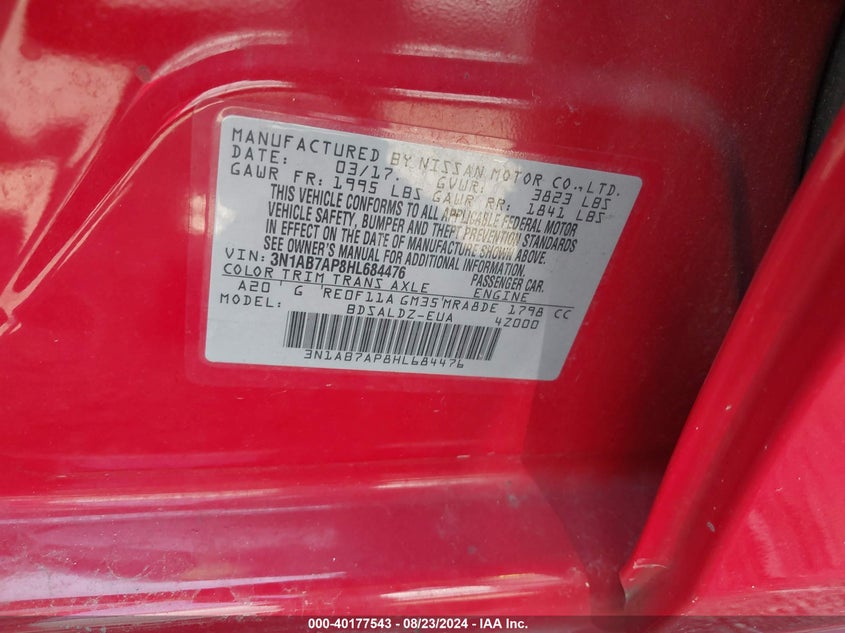 MANUFACTURED BY NISSAN MOTOR CO.,LTD.
DATE: 03/17. GVWR: 3823 LBS
GAWR FR: 1995 LBS GAWR RR: 1841 LBS
THIS VEHICLE CONFORMS TO ALL APPLICABLE FEDERAL MOTOR
VEHICLE SAFETY, BUMPER AND THEFT PREVENTION STANDARDS
IN EFFECT ON THE DATE OF MANUFACTURE SHOWN ABOVE.
SEE OWNER'S MANUAL FOR ADDITIONAL INFORMATION.
VIN: 3N1AB7AP8HL684476 PASSENGER CAR.
COLOR TRIM TRANS AXLE ENGINE
A20 G RE0F11A GM35 MRA8DE 1798 CC
MODEL: BDSALDZ-EUA 4Z000
3N1AB7AP8HL684476
000-40177543 - 08/23/2024 - IAA Inc.